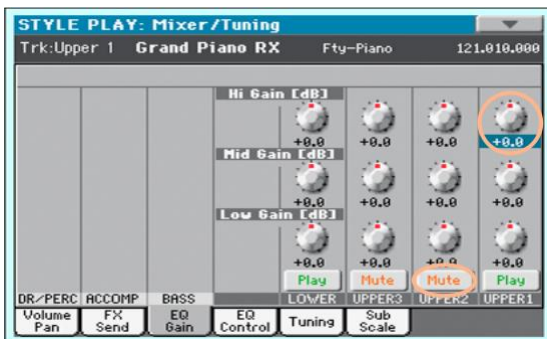 STYLE PLAY: Mixer/Tuning
Trk:Upper 1 Grand Piano RX Fty-Piano 121.010.000
Hi Gain [dB]
+0.0 +0.0 +0.0 +0.0
Mid Gain [dB]
+0.0 +0.0 +0.0 +0.0
Low Gain [dB]
+0.0 +0.0 +0.0 +0.0
Play Mute Mute Play
DR/PERC ACCOMP BASS LOWER UPPER3 UPPER2 UPPER1
Volume Pan FX Send EQ Gain EQ Control Tuning Sub Scale